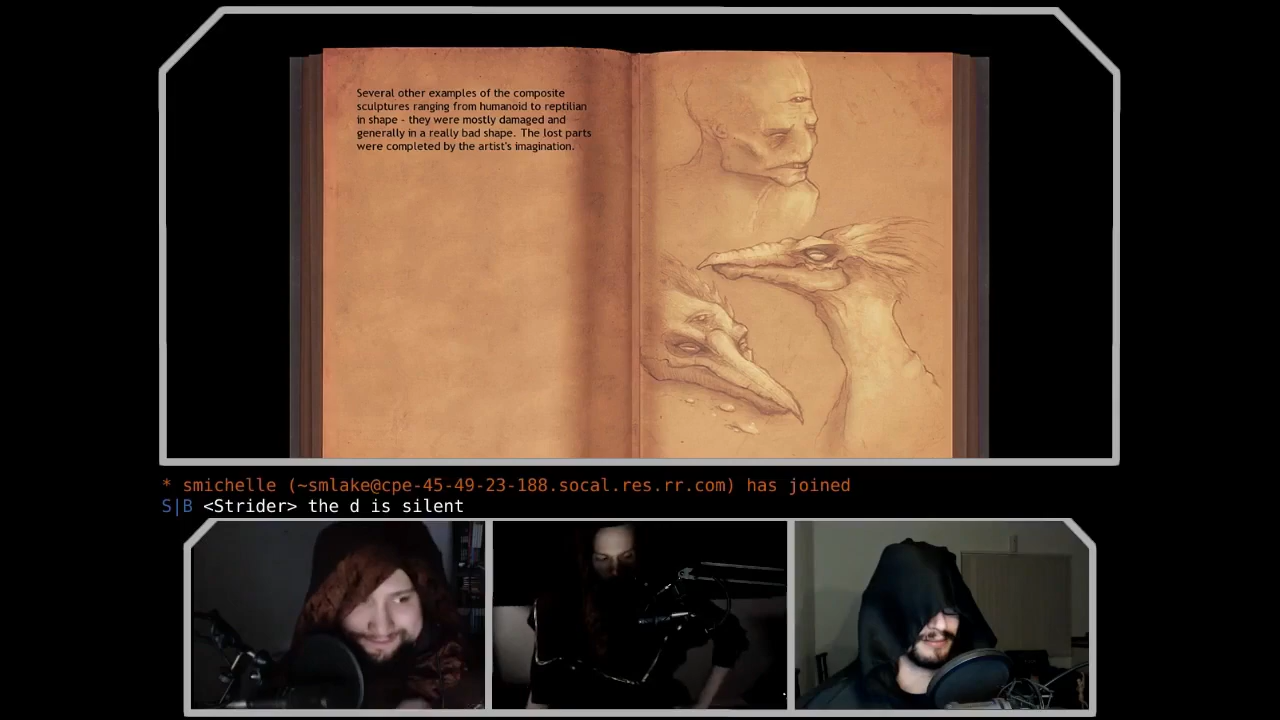 Several other examples of the composite
sculptures ranging from humanoid to reptilian
in shape - they were mostly damaged and
generally in a really bad shape. The lost parts
were completed by the artist's imagination.
* smichelle (~smlake@cpe-45-49-23-188.socal.res.rr.com) has joined
S|B <Strider> the d is silent